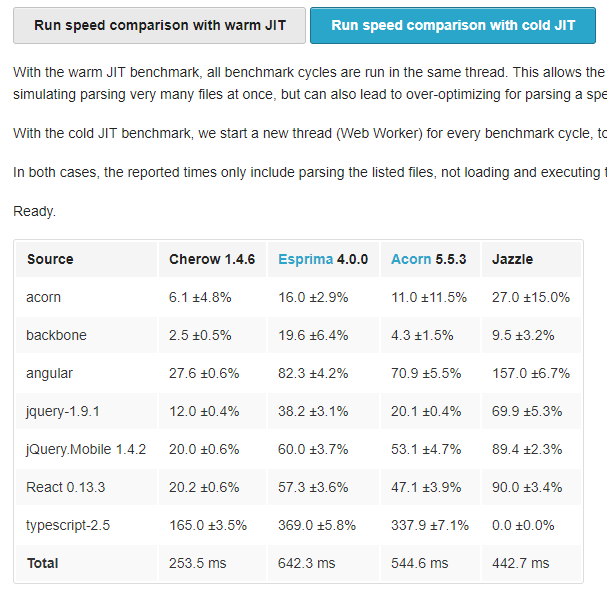 Run speed comparison with warm JIT Run speed comparison with cold JIT
With the warm JIT benchmark, all benchmark cycles are run in the same thread. This allows the
simulating parsing very many files at once, but can also lead to over-optimizing for parsing a spe
With the cold JIT benchmark, we start a new thread (Web Worker) for every benchmark cycle, to
In both cases, the reported times only include parsing the listed files, not loading and executing t
Ready.
Source Cherow 1.4.6 Esprima 4.0.0 Acorn 5.5.3 Jazzle
acorn 6.1 ±4.8% 16.0 ±2.9% 11.0 ±11.5% 27.0 ±15.0%
backbone 2.5 ±0.5% 19.6 ±6.4% 4.3 ±1.5% 9.5 ±3.2%
angular 27.6 ±0.6% 82.3 ±4.2% 70.9 ±5.5% 157.0 ±6.7%
jquery-1.9.1 12.0 ±0.4% 38.2 ±3.1% 20.1 ±0.4% 69.9 ±5.3%
jQuery.Mobile 1.4.2 20.0 ±0.6% 60.0 ±3.7% 53.1 ±4.7% 89.4 ±2.3%
React 0.13.3 20.2 ±0.6% 57.3 ±3.6% 47.1 ±3.9% 90.0 ±3.4%
typescript-2.5 165.0 ±3.5% 369.0 ±5.8% 337.9 ±7.1% 0.0 ±0.0%
Total 253.5 ms 642.3 ms 544.6 ms 442.7 ms